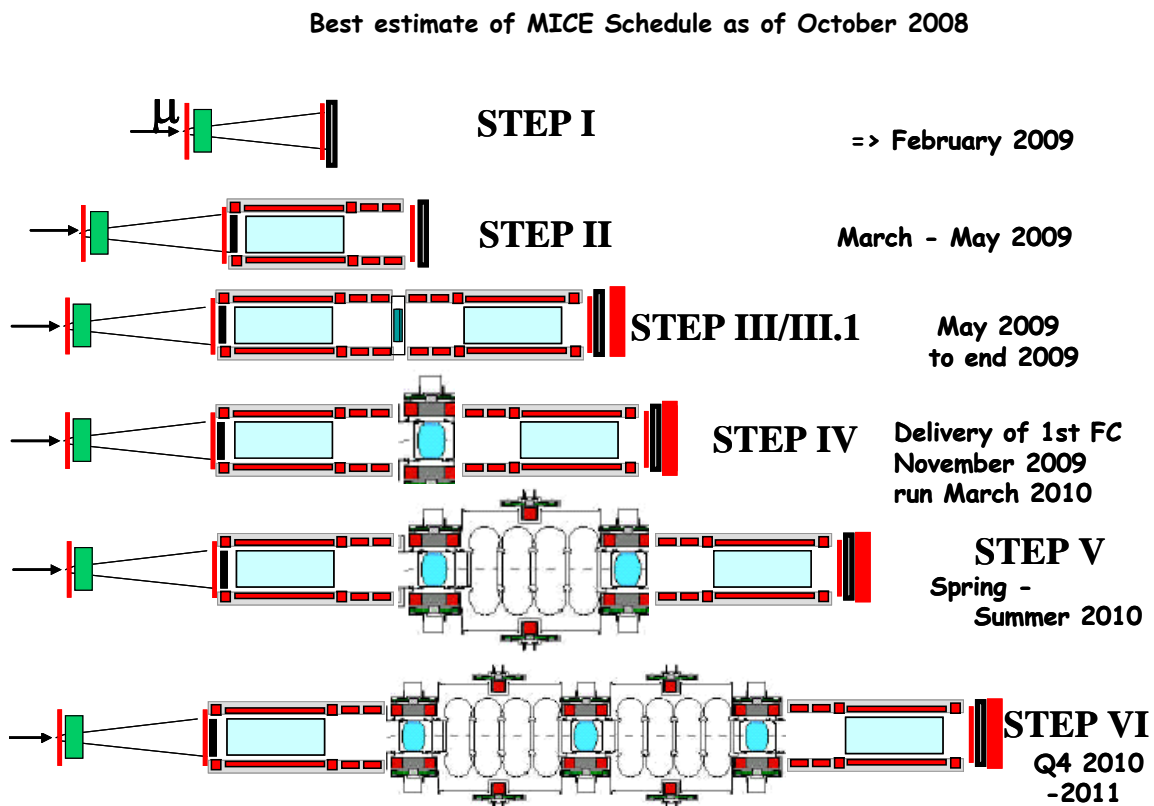 Best estimate of MICE Schedule as of October 2008
μ
STEP I
=> February 2009
STEP II
March - May 2009
STEP III/III.1
May 2009
to end 2009
STEP IV
Delivery of 1st FC
November 2009
run March 2010
STEP V
Spring -
Summer 2010
STEP VI
Q4 2010
-2011